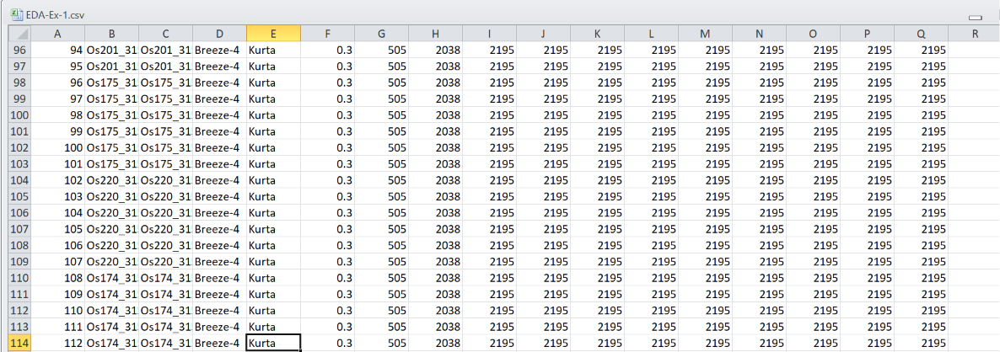 EDA-Ex-1.csv
A B C D E F G H I J K L M N O P Q R
96 94 Os201_31 Os201_31 Breeze-4 Kurta 0.3 505 2038 2195 2195 2195 2195 2195 2195 2195 2195 2195
97 95 Os201_31 Os201_31 Breeze-4 Kurta 0.3 505 2038 2195 2195 2195 2195 2195 2195 2195 2195 2195
98 96 Os175_31 Os175_31 Breeze-4 Kurta 0.3 505 2038 2195 2195 2195 2195 2195 2195 2195 2195 2195
99 97 Os175_31 Os175_31 Breeze-4 Kurta 0.3 505 2038 2195 2195 2195 2195 2195 2195 2195 2195 2195
100 98 Os175_31 Os175_31 Breeze-4 Kurta 0.3 505 2038 2195 2195 2195 2195 2195 2195 2195 2195 2195
101 99 Os175_31 Os175_31 Breeze-4 Kurta 0.3 505 2038 2195 2195 2195 2195 2195 2195 2195 2195 2195
102 100 Os175_31 Os175_31 Breeze-4 Kurta 0.3 505 2038 2195 2195 2195 2195 2195 2195 2195 2195 2195
103 101 Os175_31 Os175_31 Breeze-4 Kurta 0.3 505 2038 2195 2195 2195 2195 2195 2195 2195 2195 2195
104 102 Os220_31 Os220_31 Breeze-4 Kurta 0.3 505 2038 2195 2195 2195 2195 2195 2195 2195 2195 2195
105 103 Os220_31 Os220_31 Breeze-4 Kurta 0.3 505 2038 2195 2195 2195 2195 2195 2195 2195 2195 2195
106 104 Os220_31 Os220_31 Breeze-4 Kurta 0.3 505 2038 2195 2195 2195 2195 2195 2195 2195 2195 2195
107 105 Os220_31 Os220_31 Breeze-4 Kurta 0.3 505 2038 2195 2195 2195 2195 2195 2195 2195 2195 2195
108 106 Os220_31 Os220_31 Breeze-4 Kurta 0.3 505 2038 2195 2195 2195 2195 2195 2195 2195 2195 2195
109 107 Os220_31 Os220_31 Breeze-4 Kurta 0.3 505 2038 2195 2195 2195 2195 2195 2195 2195 2195 2195
110 108 Os174_31 Os174_31 Breeze-4 Kurta 0.3 505 2038 2195 2195 2195 2195 2195 2195 2195 2195 2195
111 109 Os174_31 Os174_31 Breeze-4 Kurta 0.3 505 2038 2195 2195 2195 2195 2195 2195 2195 2195 2195
112 110 Os174_31 Os174_31 Breeze-4 Kurta 0.3 505 2038 2195 2195 2195 2195 2195 2195 2195 2195 2195
113 111 Os174_31 Os174_31 Breeze-4 Kurta 0.3 505 2038 2195 2195 2195 2195 2195 2195 2195 2195 2195
114 112 Os174_31 Os174_31 Breeze-4 Kurta 0.3 505 2038 2195 2195 2195 2195 2195 2195 2195 2195 2195